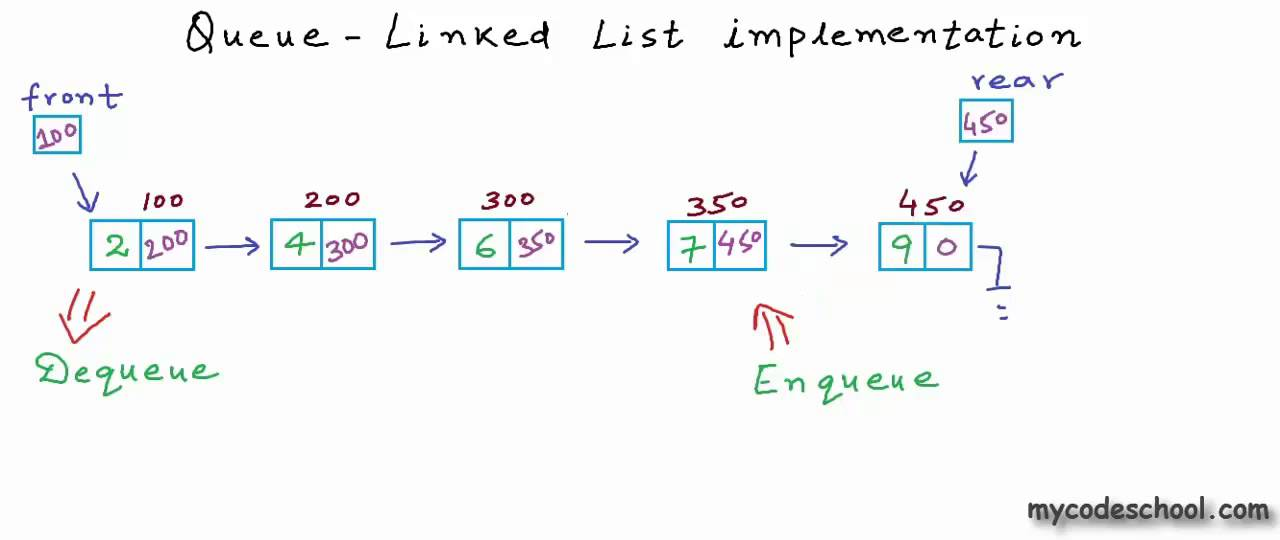 Queue - Linked List implementation
front
rear
100
450
100 200 300 350 450
2 200 4 300 6 350 7 450 9 0
Dequeue
Enqueue
mycodeschool.com